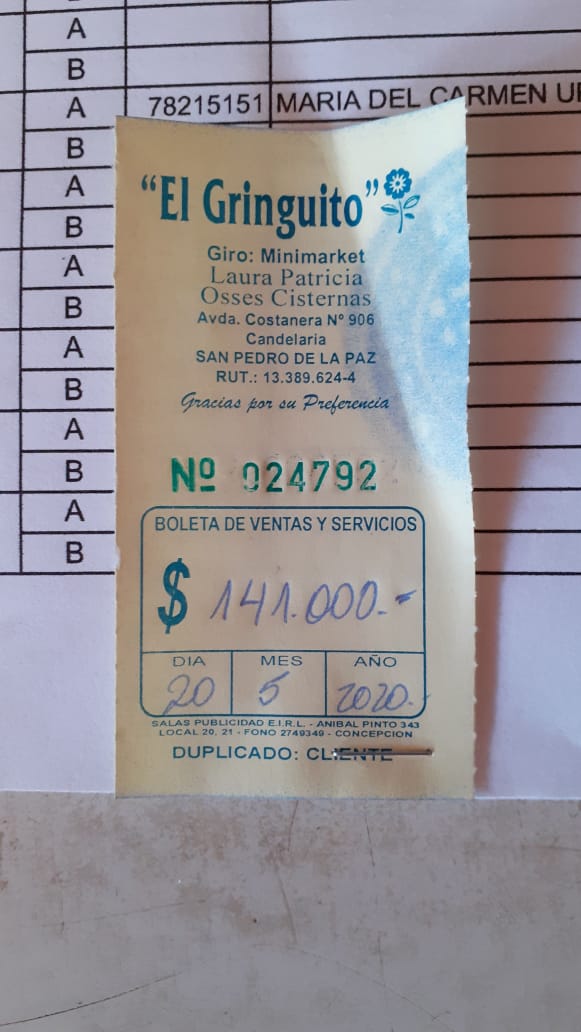 A
B
A 78215151 MARIA DEL CARMEN
B
A
B
A
B
A
B
A
B
A
B
"El Gringuito"
Giro: Minimarket
Laura Patricia
Osses Cisternas
Avda. Costanera Nº 906
Candelaria
SAN PEDRO DE LA PAZ
RUT.: 13.389.624-4
Gracias por su Preferencia
Nº 024792
BOLETA DE VENTAS Y SERVICIOS
$ 141.000.-
DIA MES AÑO
20 5 2020.
SALAS PUBLICIDAD E.I.R.L. - ANIBAL PINTO 343
LOCAL 20, 21 - FONO 2749349 - CONCEPCION
DUPLICADO: CLIENTE